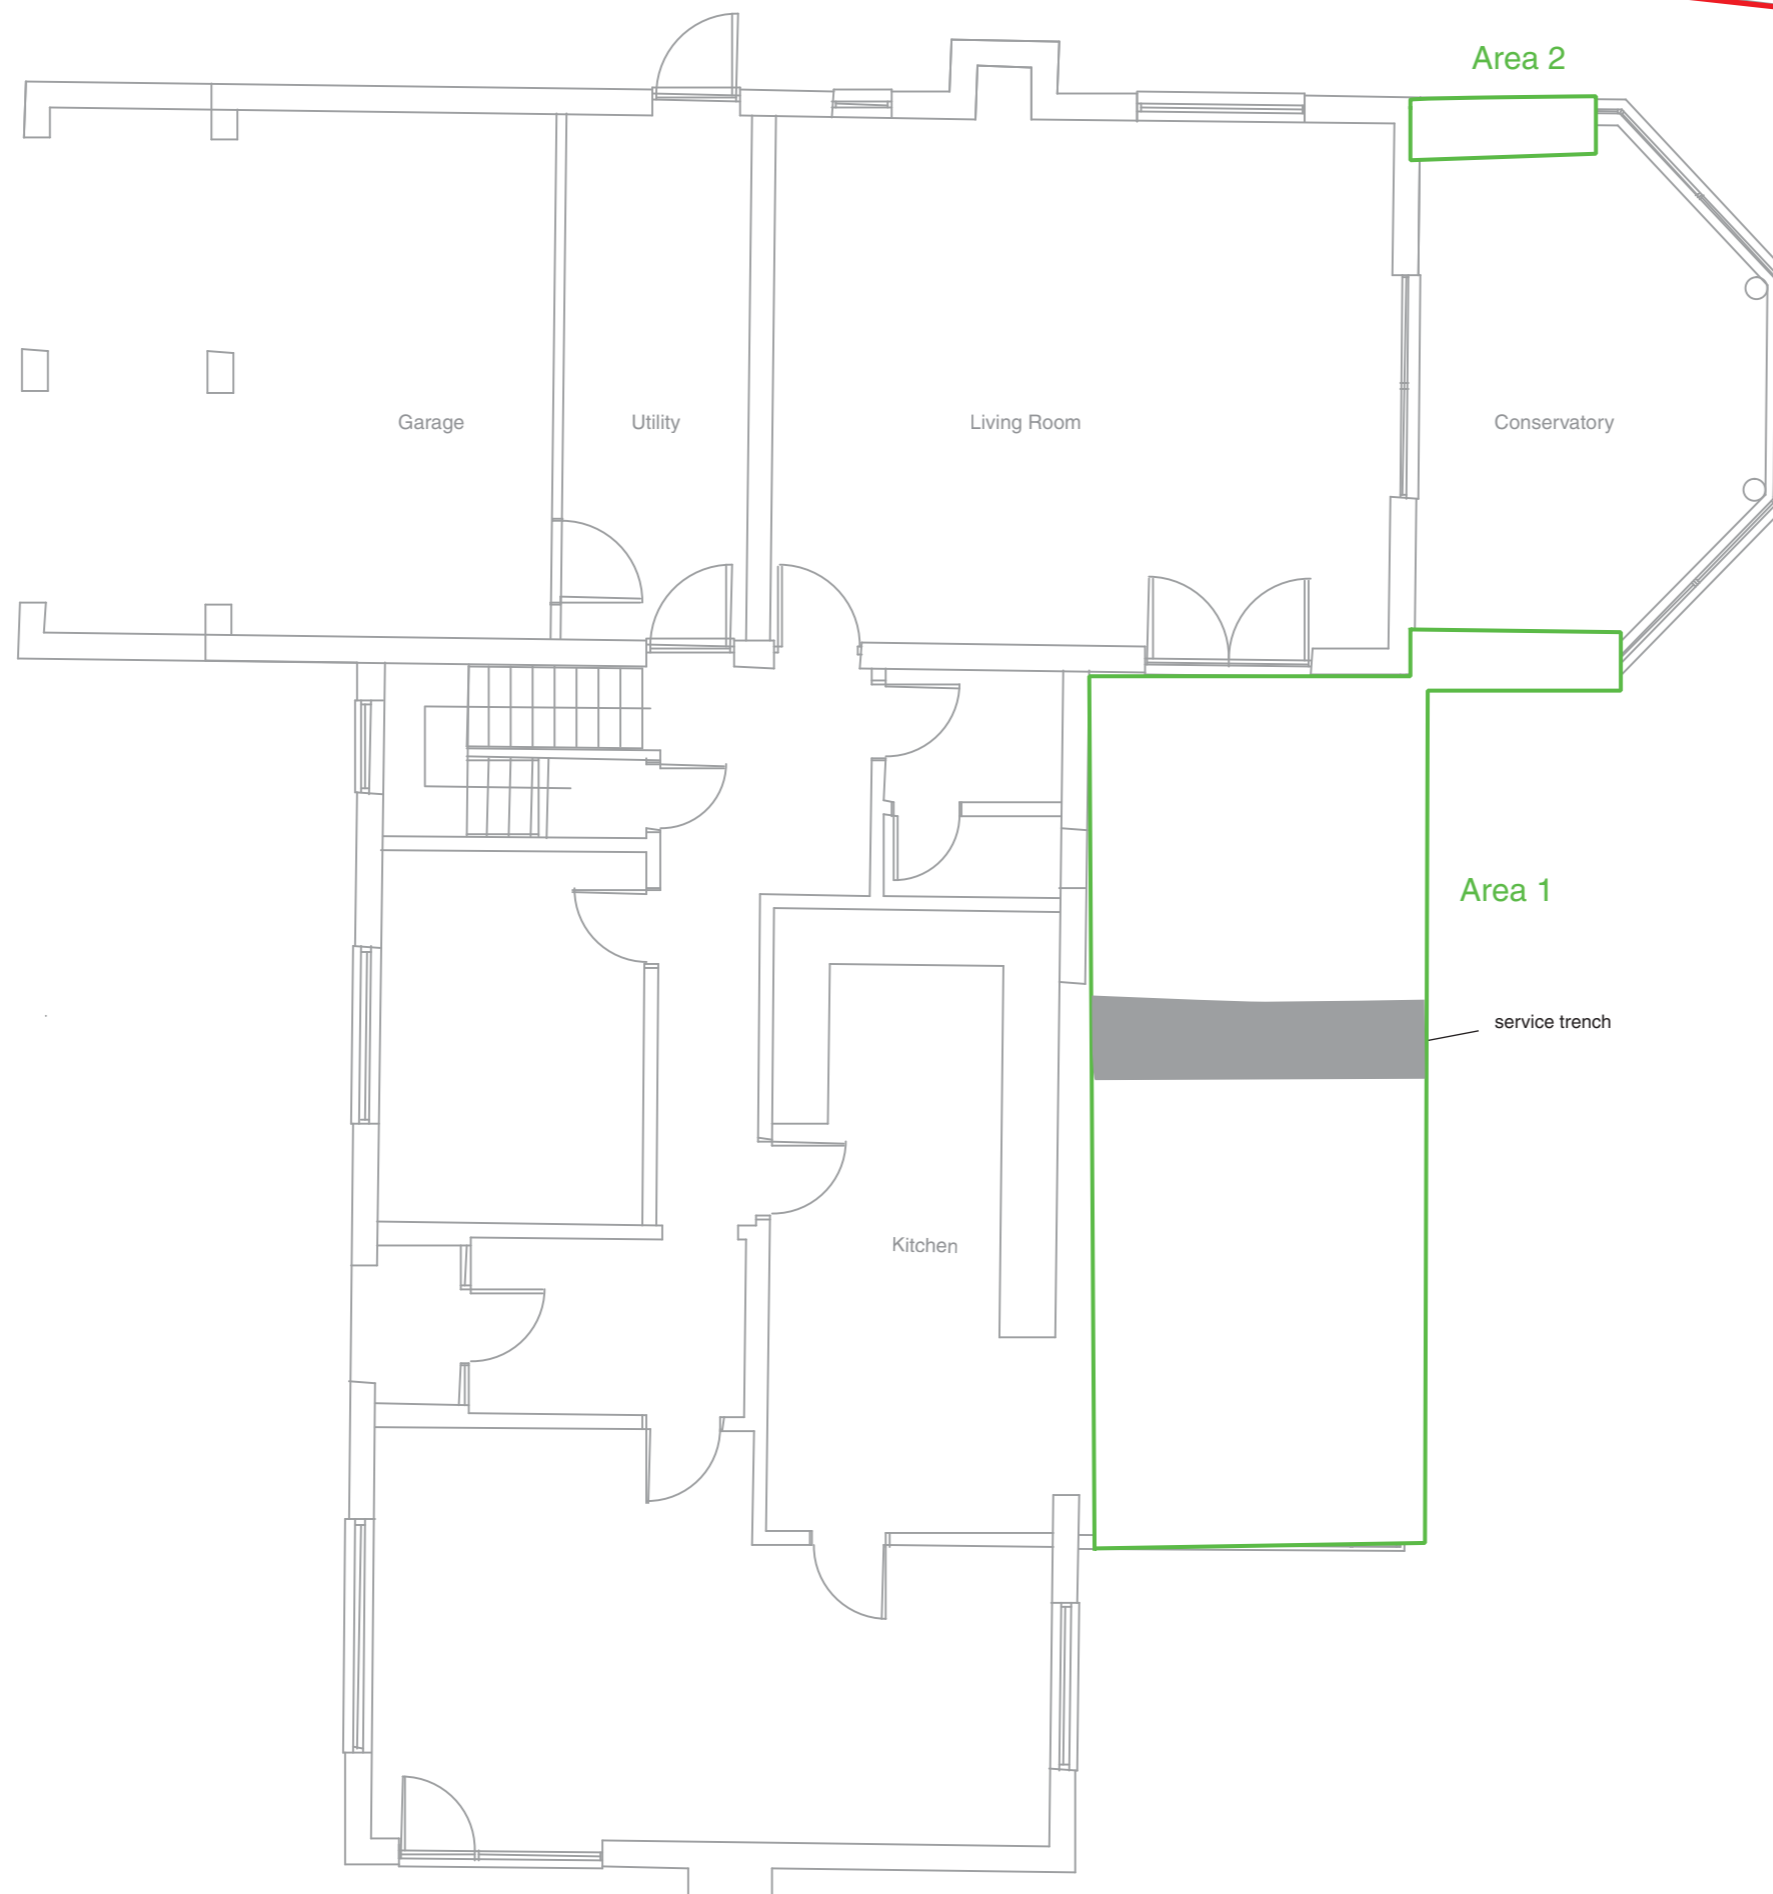 Area 2
Garage
Utility
Living Room
Conservatory
Area 1
service trench
Kitchen